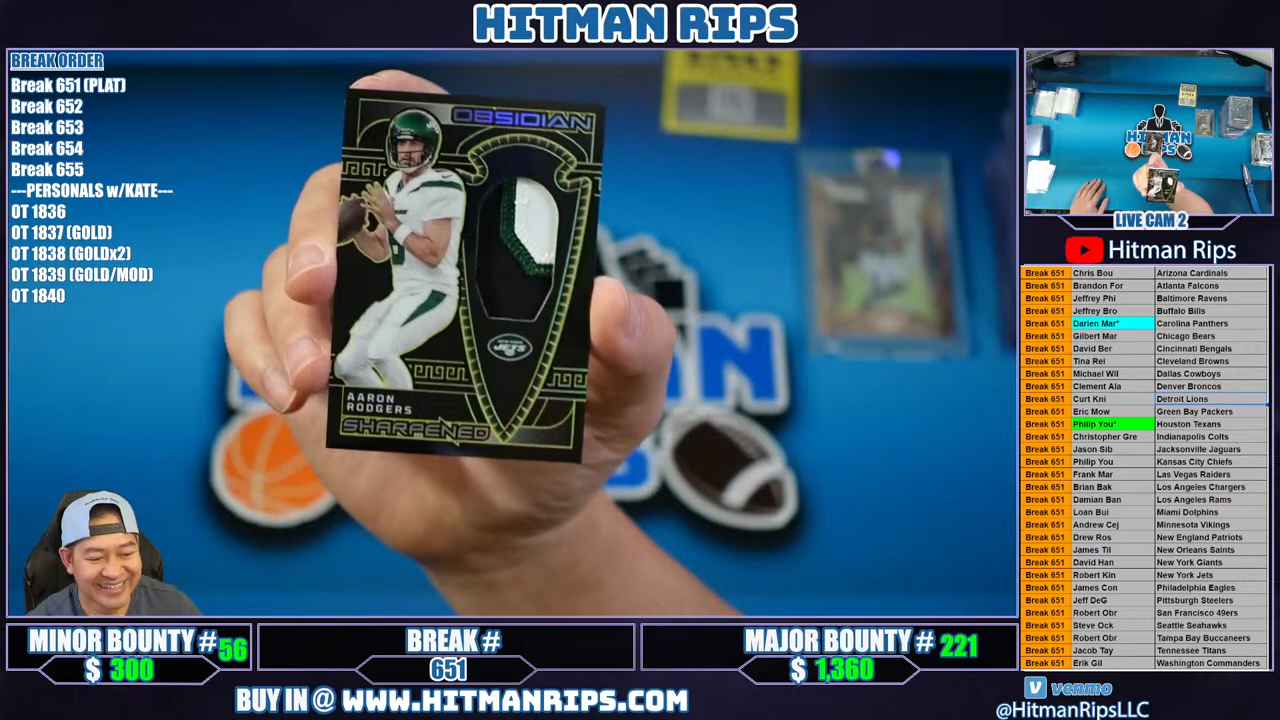 HITMAN RIPS
BREAK ORDER
Break 651 (PLAT)
Break 652
Break 653
Break 654
Break 655
---PERSONALS w/KATE---
OT 1836
OT 1837 (GOLD)
OT 1838 (GOLDx2)
OT 1839 (GOLD/MOD)
OT 1840
OBSIDIAN
NEW YORK
JETS
AARON
RODGERS
SHARPENED
LIVE CAM 2
Hitman Rips
Break 651 Chris Bou Arizona Cardinals
Break 651 Brandon For Atlanta Falcons
Break 651 Jeffrey Phi Baltimore Ravens
Break 651 Jeffrey Bro Buffalo Bills
Break 651 Darien Mar* Carolina Panthers
Break 651 Gilbert Mar Chicago Bears
Break 651 David Ber Cincinnati Bengals
Break 651 Tina Rei Cleveland Browns
Break 651 Michael Wil Dallas Cowboys
Break 651 Clement Ala Denver Broncos
Break 651 Curt Kni Detroit Lions
Break 651 Eric Mow Green Bay Packers
Break 651 Philip You* Houston Texans
Break 651 Christopher Gre Indianapolis Colts
Break 651 Jason Sib Jacksonville Jaguars
Break 651 Philip You Kansas City Chiefs
Break 651 Frank Mar Las Vegas Raiders
Break 651 Brian Bak Los Angeles Chargers
Break 651 Damian Ban Los Angeles Rams
Break 651 Loan Bui Miami Dolphins
Break 651 Andrew Cej Minnesota Vikings
Break 651 Drew Ros New England Patriots
Break 651 James Til New Orleans Saints
Break 651 David Han New York Giants
Break 651 Robert Kin New York Jets
Break 651 James Con Philadelphia Eagles
Break 651 Jeff DeG Pittsburgh Steelers
Break 651 Robert Obr San Francisco 49ers
Break 651 Steve Ock Seattle Seahawks
Break 651 Robert Obr Tampa Bay Buccaneers
Break 651 Jacob Tay Tennessee Titans
Break 651 Erik Gil Washington Commanders
MINOR BOUNTY # 56
$ 300
BREAK #
651
MAJOR BOUNTY # 221
$ 1,360
BUY IN @ WWW.HITMANRIPS.COM
venmo
@HitmanRipsLLC